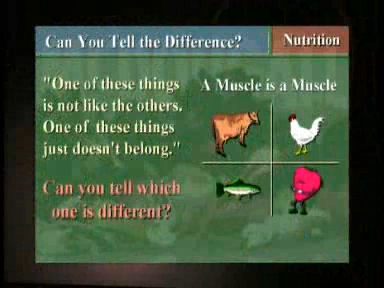 Can You Tell the Difference?
Nutrition
"One of these things
is not like the others.
One of these things
just doesn't belong."
Can you tell which
one is different?
A Muscle is a Muscle